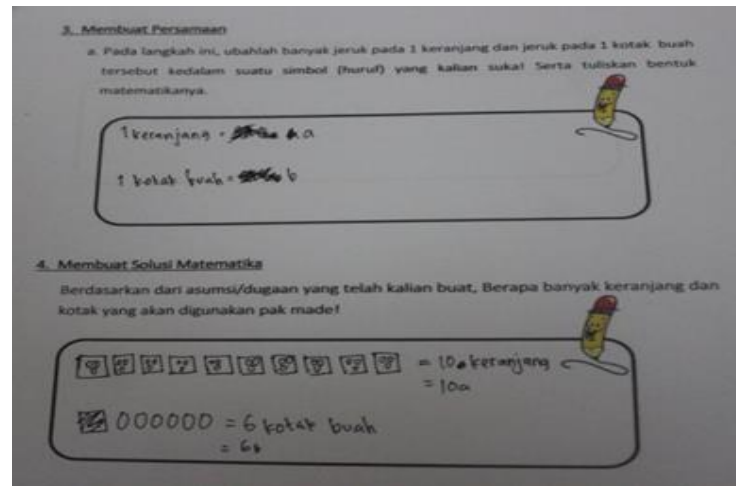 3. Membuat Persamaan
a. Pada langkah ini, ubahlah banyak jeruk pada 1 keranjang dan jeruk pada 1 kotak buah
tersebut kedalam suatu simbol (huruf) yang kalian suka! Serta tuliskan bentuk
matematikanya.
1 keranjang = a
1 kotak buah = b
4. Membuat Solusi Matematika
Berdasarkan dari asumsi/dugaan yang telah kalian buat, Berapa banyak keranjang dan
kotak yang akan digunakan pak made!
= 10 keranjang
= 10a
000000 = 6 kotak buah
= 6b